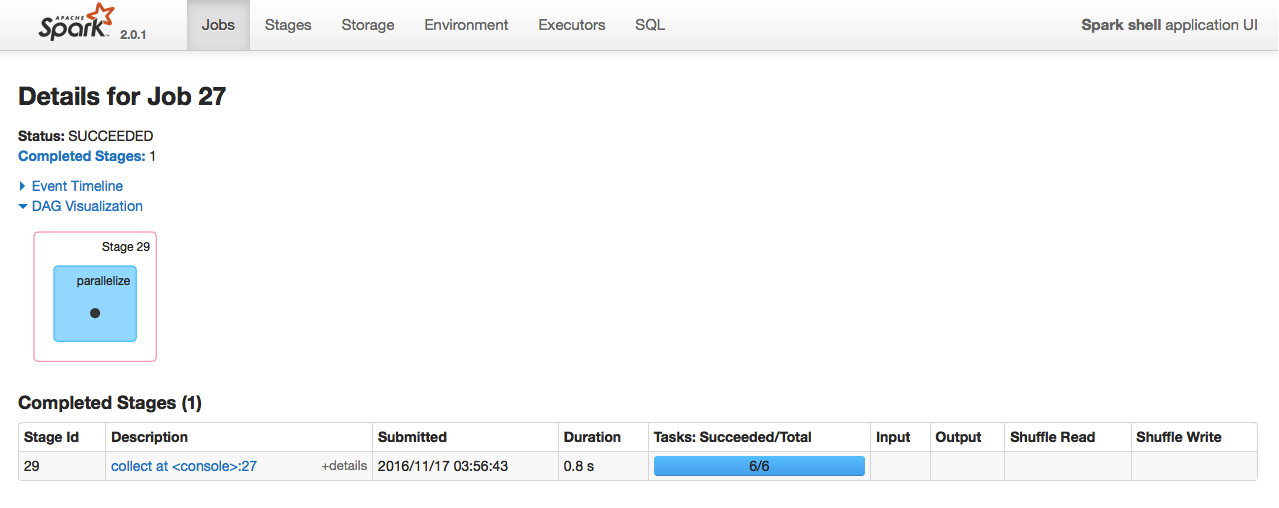 APACHE
Spark 2.0.1 Jobs Stages Storage Environment Executors SQL Spark shell application UI
Details for Job 27
Status: SUCCEEDED
Completed Stages: 1
Event Timeline
DAG Visualization
Stage 29
parallelize
Completed Stages (1)
Stage Id Description Submitted Duration Tasks: Succeeded/Total Input Output Shuffle Read Shuffle Write
29 collect at <console>:27 +details 2016/11/17 03:56:43 0.8 s 6/6